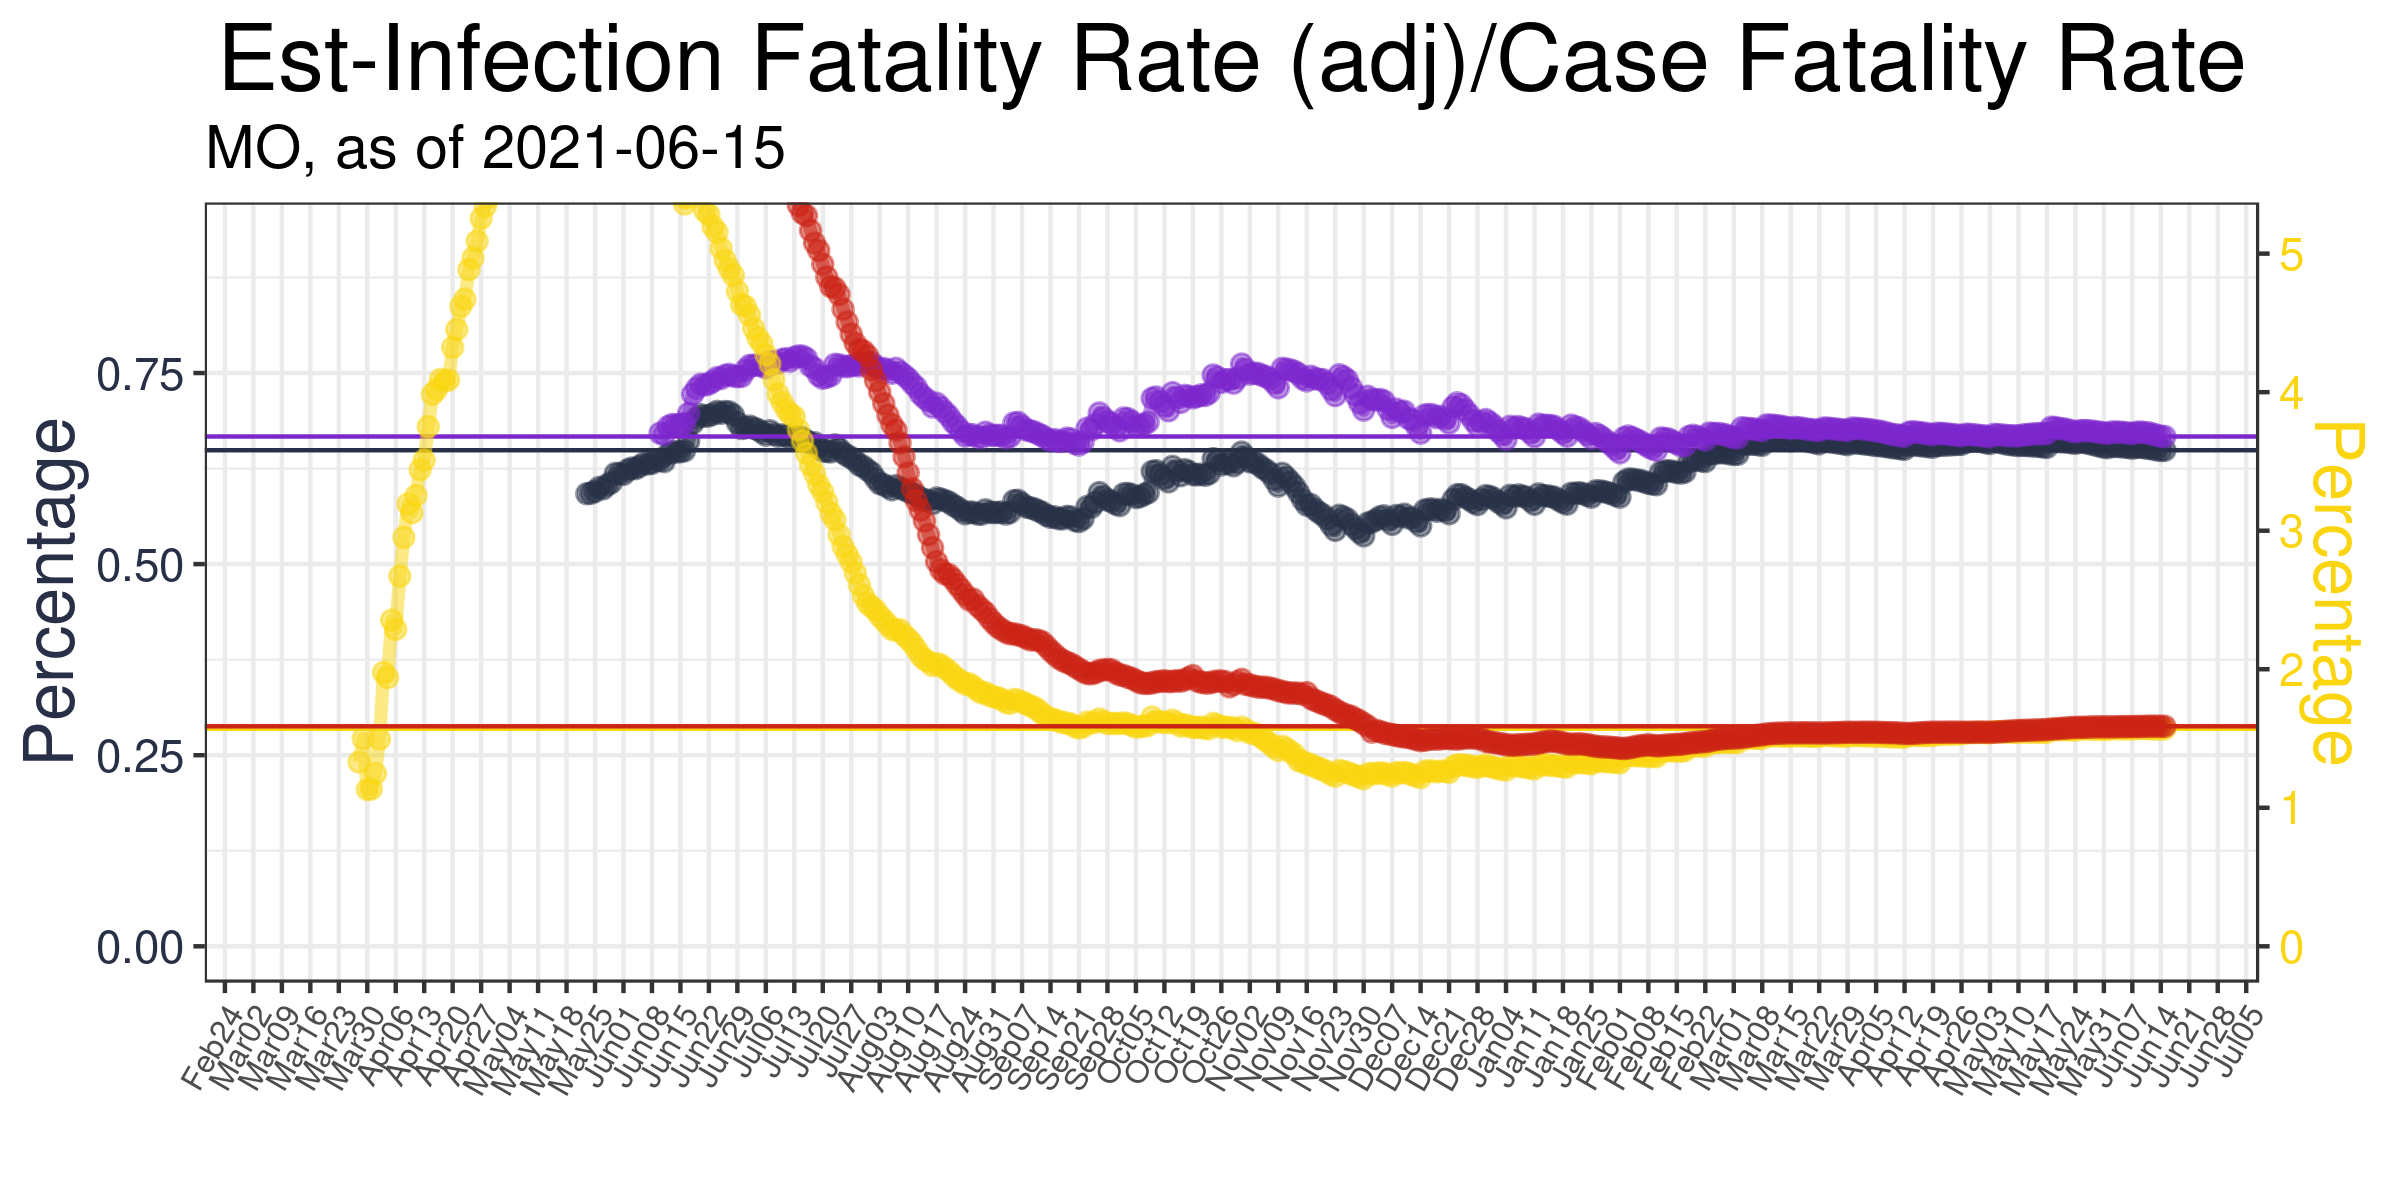 Est-Infection Fatality Rate (adj)/Case Fatality Rate
MO, as of 2021-06-15
Percentage
0.75
0.50
0.25
0.00
5
4
3
2
1
0
Percentage
Feb24
Mar02
Mar09
Mar16
Mar23
Mar30
Apr06
Apr13
Apr20
Apr27
May04
May11
May18
May25
Jun01
Jun08
Jun15
Jun22
Jun29
Jul06
Jul13
Jul20
Jul27
Aug03
Aug10
Aug17
Aug24
Aug31
Sep07
Sep14
Sep21
Sep28
Oct05
Oct12
Oct19
Oct26
Nov02
Nov09
Nov16
Nov23
Nov30
Dec07
Dec14
Dec21
Dec28
Jan04
Jan11
Jan18
Jan25
Feb01
Feb08
Feb15
Feb22
Mar01
Mar08
Mar15
Mar22
Mar29
Apr05
Apr12
Apr19
Apr26
May03
May10
May17
May24
May31
Jun07
Jun14
Jun21
Jun28
Jul05